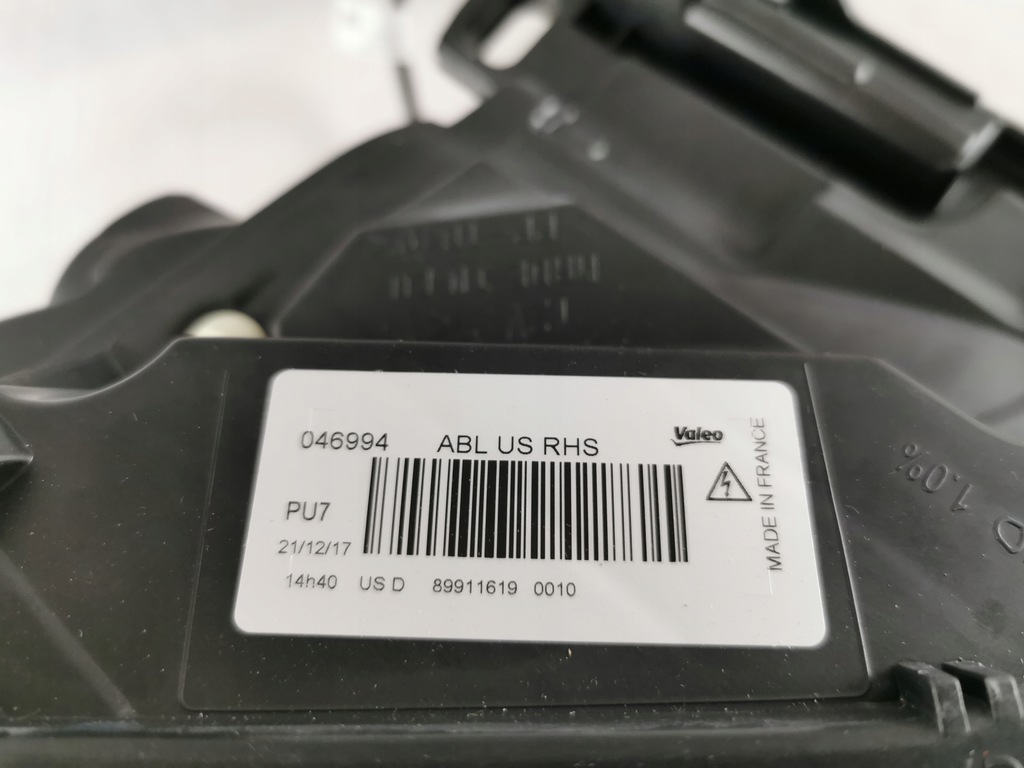 046994 ABL US RHS Valeo
PU7
21/12/17
14h40 US D 89911619 0010
MADE IN FRANCE
1.0%